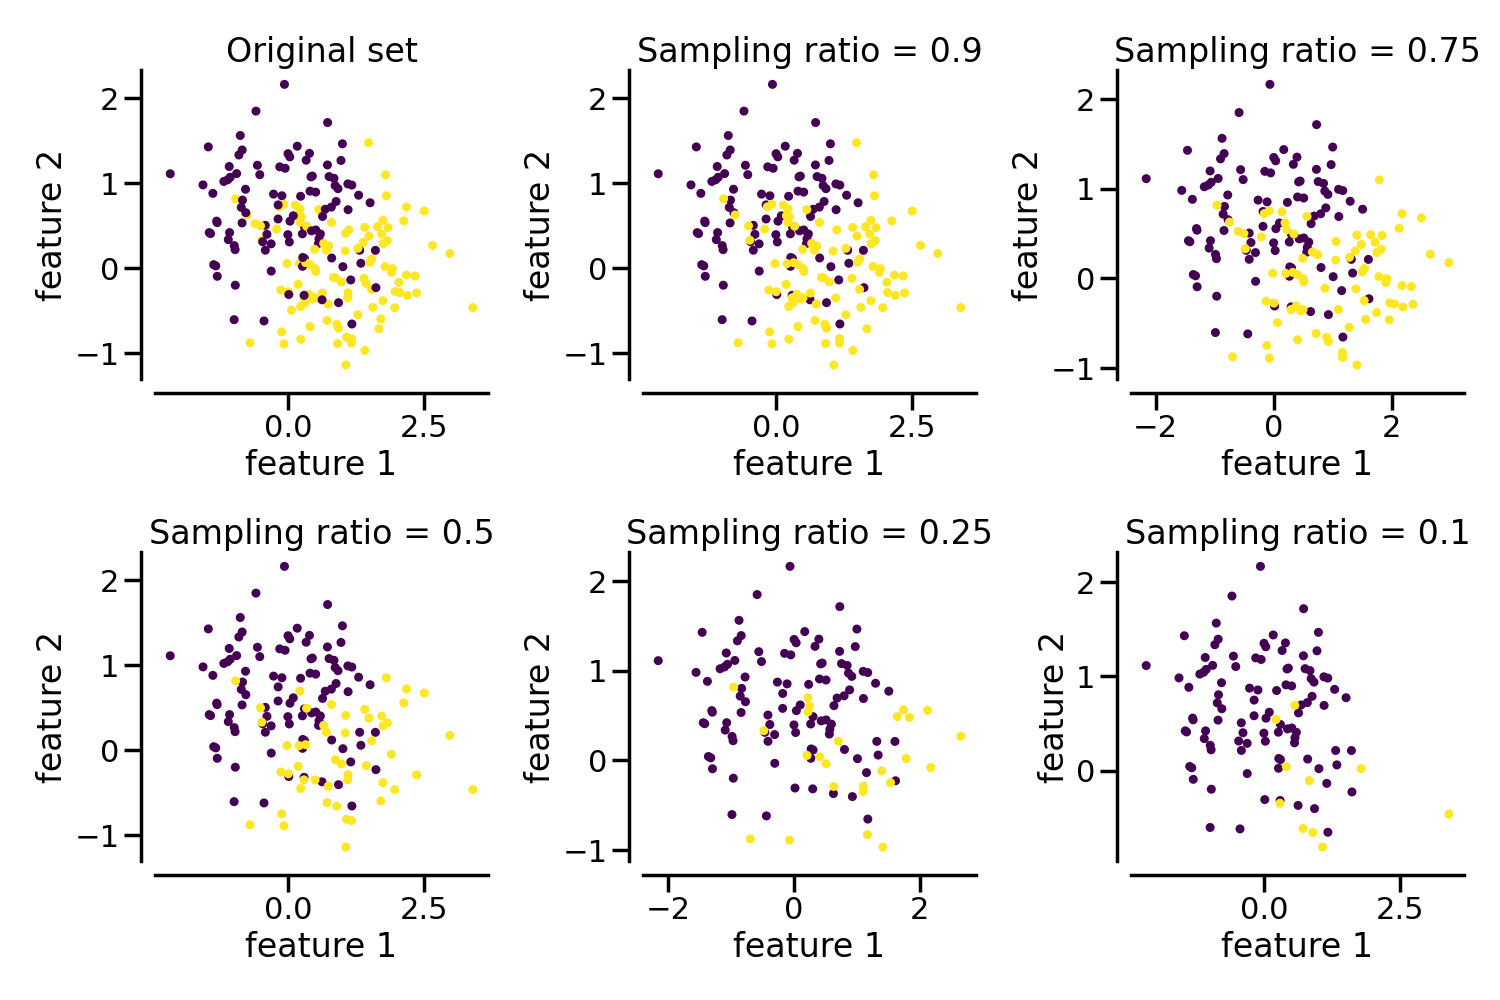 Original set
Sampling ratio = 0.9
Sampling ratio = 0.75
feature 2
2
1
0
−1
0.0 2.5
feature 1
feature 2
2
1
0
−1
0.0 2.5
feature 1
feature 2
2
1
0
−1
−2 0 2
feature 1
Sampling ratio = 0.5
Sampling ratio = 0.25
Sampling ratio = 0.1
feature 2
2
1
0
−1
0.0 2.5
feature 1
feature 2
2
1
0
−1
−2 0 2
feature 1
feature 2
2
1
0
0.0 2.5
feature 1